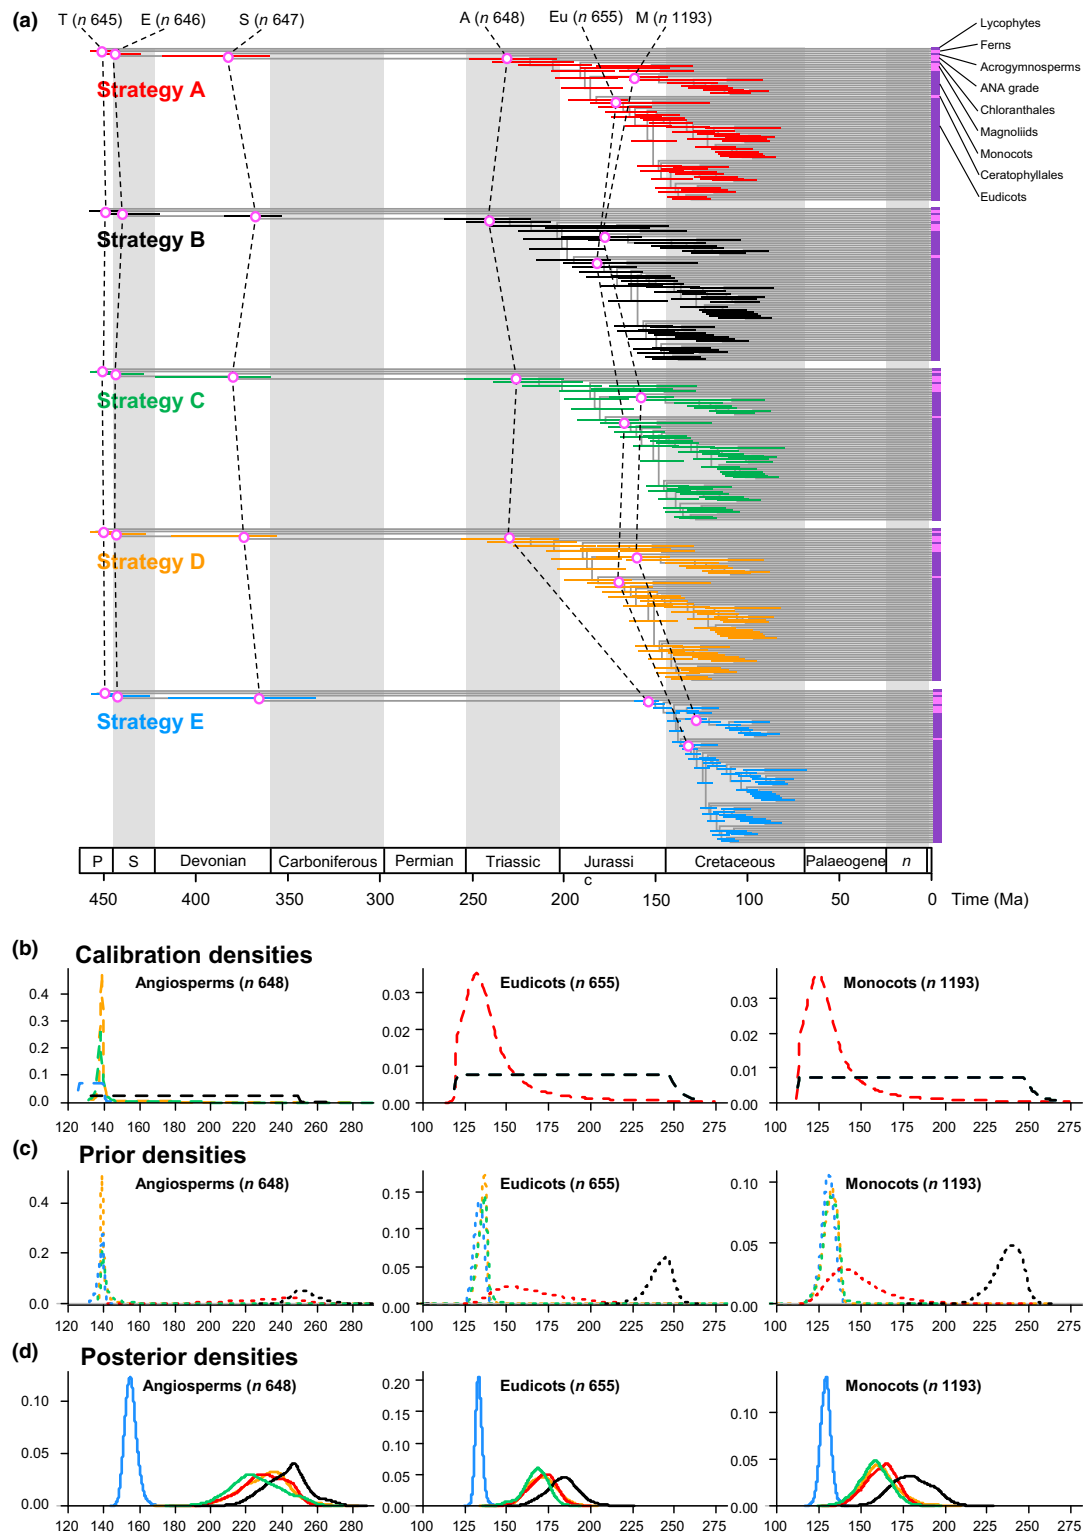 (a)
T (n 645)
E (n 646)
S (n 647)
A (n 648)
Eu (n 655)
M (n 1193)
Lycophytes
Ferns
Acrogymnosperms
ANA grade
Chloranthales
Magnoliids
Monocots
Ceratophyllales
Eudicots
Strategy A
Strategy B
Strategy C
Strategy D
Strategy E
P
S
Devonian
Carboniferous
Permian
Triassic
Jurassi
c
Cretaceous
Palaeogene
n
450 400 350 300 250 200 150 100 50 0 Time (Ma)
(b) Calibration densities
Angiosperms (n 648)
0.4
0.3
0.2
0.1
0.0
120 140 160 180 200 220 240 260 280
Eudicots (n 655)
0.03
0.02
0.01
0.00
100 125 150 175 200 225 250 275
Monocots (n 1193)
0.03
0.02
0.01
0.00
100 125 150 175 200 225 250 275
(c) Prior densities
Angiosperms (n 648)
0.4
0.2
0.0
120 140 160 180 200 220 240 260 280
Eudicots (n 655)
0.15
0.10
0.05
0.00
100 125 150 175 200 225 250 275
Monocots (n 1193)
0.10
0.05
0.00
100 125 150 175 200 225 250 275
(d) Posterior densities
Angiosperms (n 648)
0.10
0.05
0.00
120 140 160 180 200 220 240 260 280
Eudicots (n 655)
0.20
0.15
0.10
0.05
0.00
100 125 150 175 200 225 250 275
Monocots (n 1193)
0.10
0.05
0.00
100 125 150 175 200 225 250 275